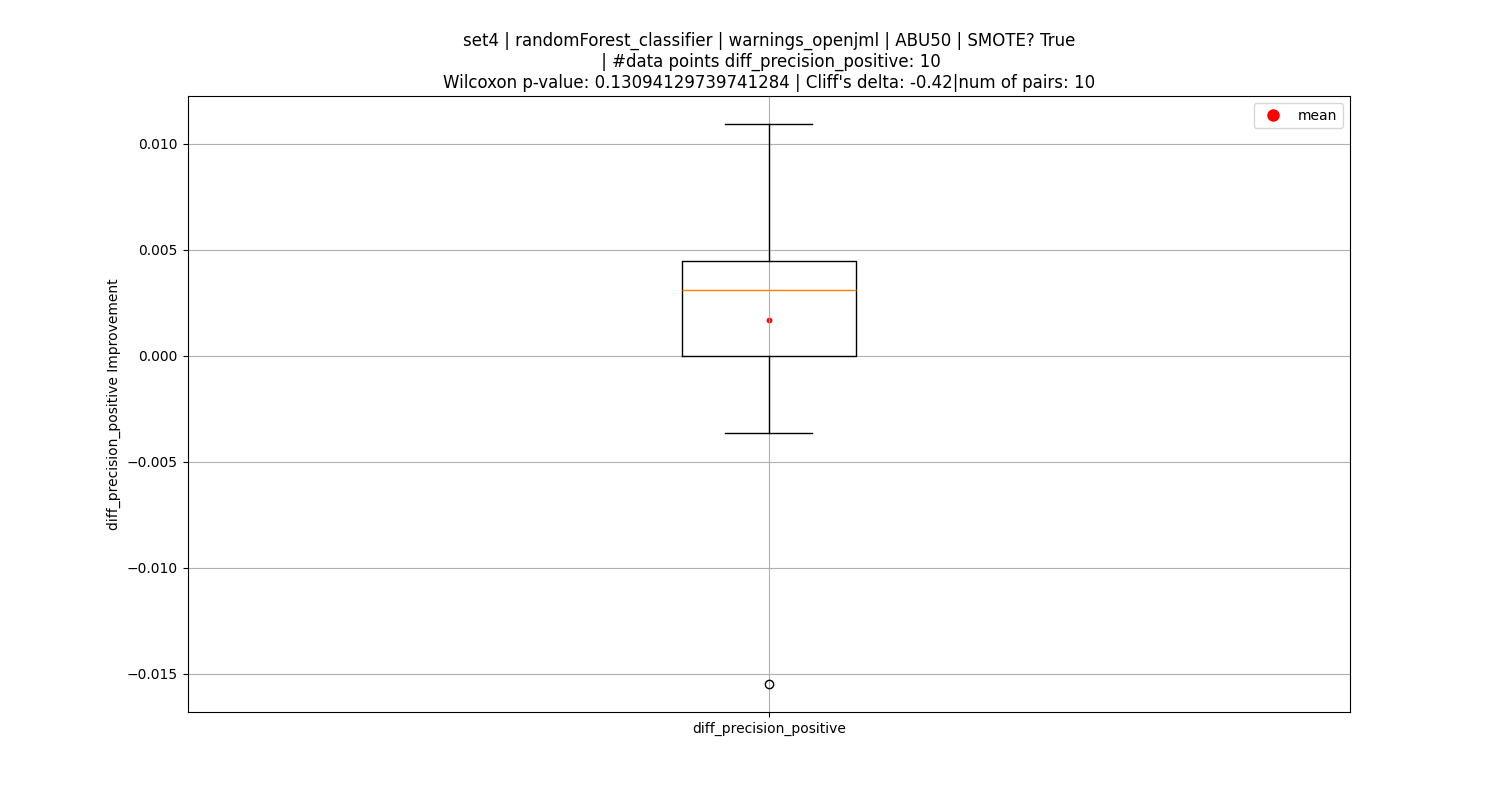 set4 | randomForest_classifier | warnings_openjml | ABU50 | SMOTE? True
| #data points diff_precision_positive: 10
Wilcoxon p-value: 0.13094129739741284 | Cliff's delta: -0.42|num of pairs: 10
mean
0.010
0.005
0.000
−0.005
−0.010
−0.015
diff_precision_positive Improvement
diff_precision_positive